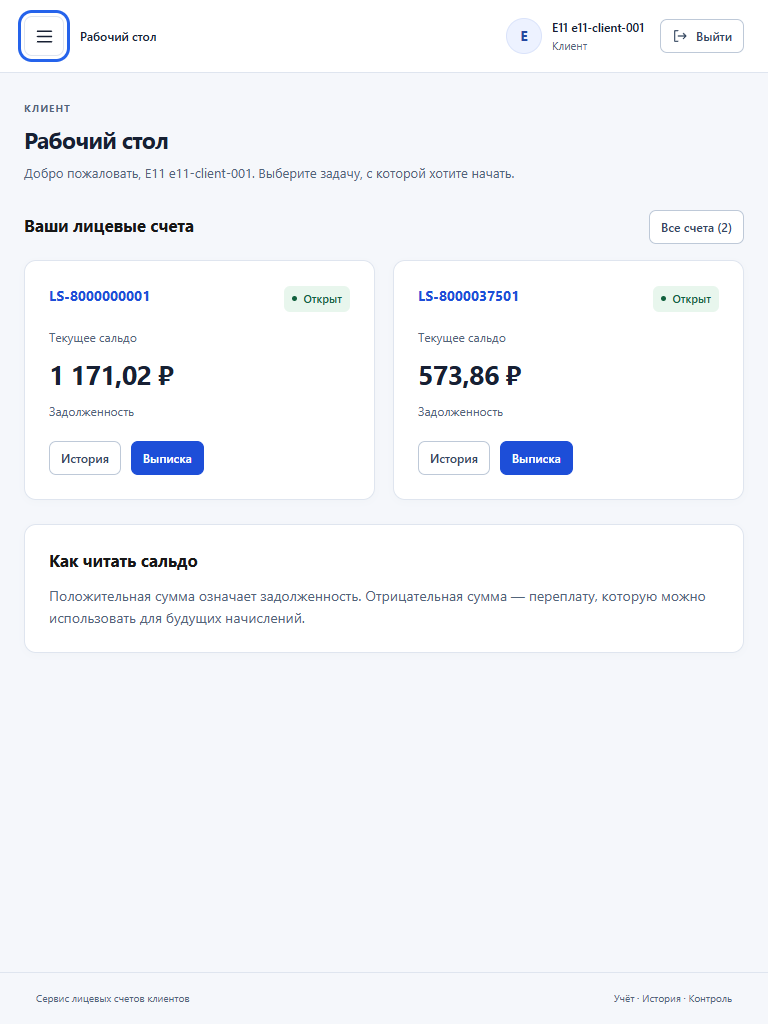 Рабочий стол
E
E11 e11-client-001
Клиент
Выйти
КЛИЕНТ
Рабочий стол
Добро пожаловать, E11 e11-client-001. Выберите задачу, с которой хотите начать.
Ваши лицевые счета
Все счета (2)
LS-8000000001
Открыт
Текущее сальдо
1 171,02 ₽
Задолженность
История
Выписка
LS-8000037501
Открыт
Текущее сальдо
573,86 ₽
Задолженность
История
Выписка
Как читать сальдо
Положительная сумма означает задолженность. Отрицательная сумма — переплату, которую можно
использовать для будущих начислений.
Сервис лицевых счетов клиентов
Учёт · История · Контроль